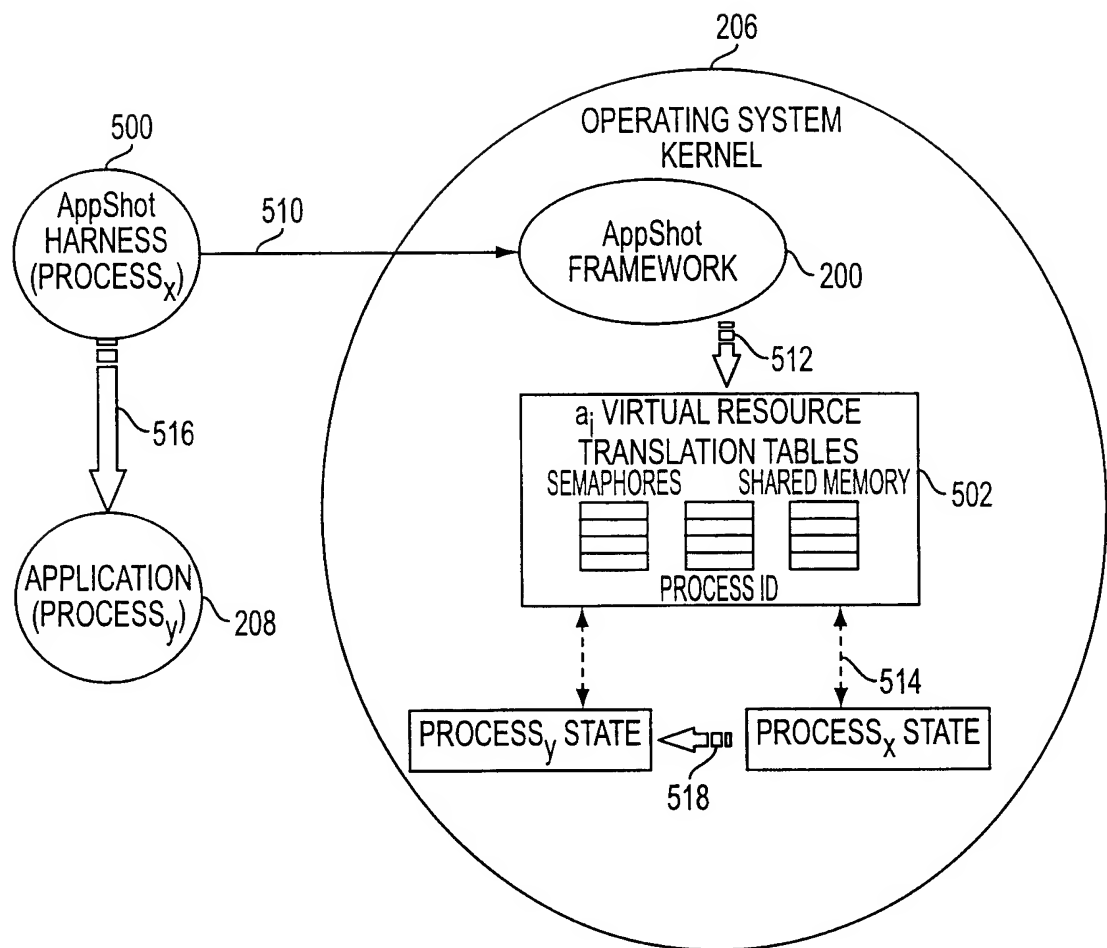 206
OPERATING SYSTEM
KERNEL
500
AppShot
HARNESS
(PROCESSx)
510
AppShot
FRAMEWORK
200
512
516
ai VIRTUAL RESOURCE
TRANSLATION TABLES
SEMAPHORES SHARED MEMORY
502
PROCESS ID
APPLICATION
(PROCESSy)
208
514
PROCESSy STATE
PROCESSx STATE
518